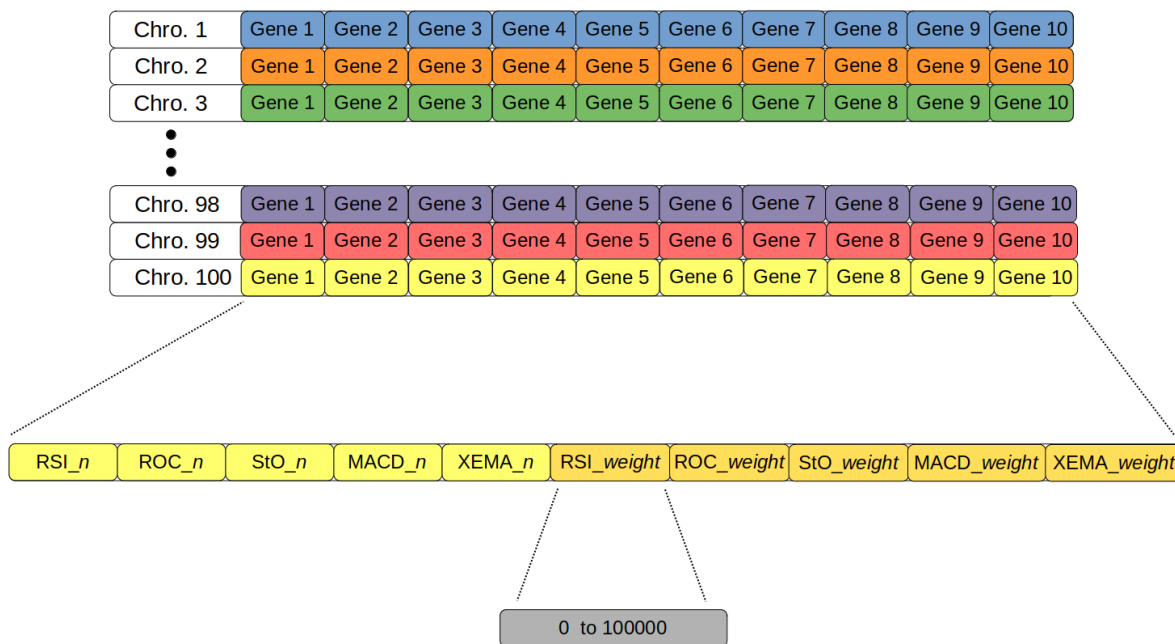 Chro. 1 Gene 1 Gene 2 Gene 3 Gene 4 Gene 5 Gene 6 Gene 7 Gene 8 Gene 9 Gene 10
Chro. 2 Gene 1 Gene 2 Gene 3 Gene 4 Gene 5 Gene 6 Gene 7 Gene 8 Gene 9 Gene 10
Chro. 3 Gene 1 Gene 2 Gene 3 Gene 4 Gene 5 Gene 6 Gene 7 Gene 8 Gene 9 Gene 10
Chro. 98 Gene 1 Gene 2 Gene 3 Gene 4 Gene 5 Gene 6 Gene 7 Gene 8 Gene 9 Gene 10
Chro. 99 Gene 1 Gene 2 Gene 3 Gene 4 Gene 5 Gene 6 Gene 7 Gene 8 Gene 9 Gene 10
Chro. 100 Gene 1 Gene 2 Gene 3 Gene 4 Gene 5 Gene 6 Gene 7 Gene 8 Gene 9 Gene 10
RSI_n ROC_n StO_n MACD_n XEMA_n RSI_weight ROC_weight StO_weight MACD_weight XEMA_weight
0 to 100000